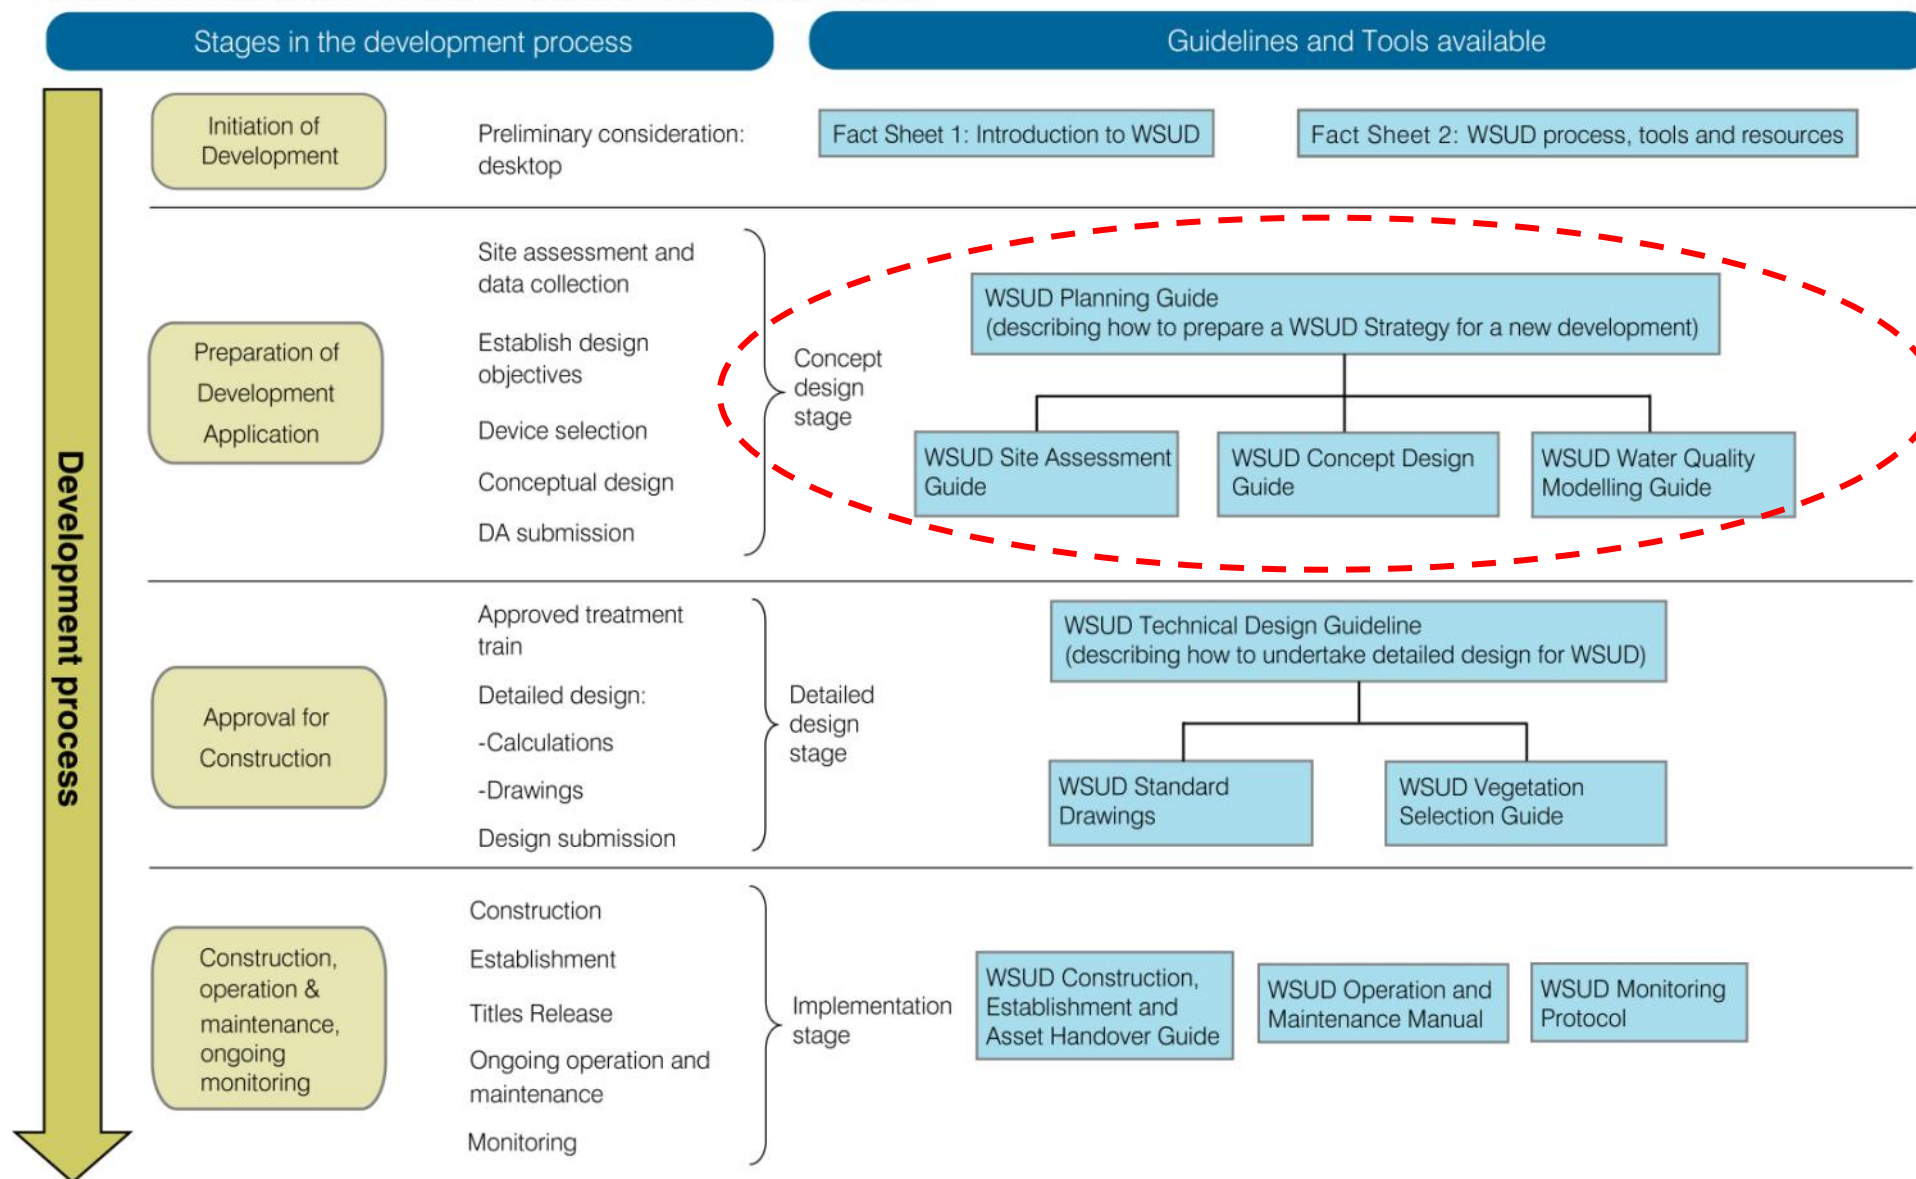 Stages in the development process
Guidelines and Tools available
Development process
Initiation of
Development
Preliminary consideration:
desktop
Fact Sheet 1: Introduction to WSUD
Fact Sheet 2: WSUD process, tools and resources
Preparation of
Development
Application
Site assessment and
data collection
Establish design
objectives
Device selection
Conceptual design
DA submission
Concept
design
stage
WSUD Planning Guide
(describing how to prepare a WSUD Strategy for a new development)
WSUD Site Assessment
Guide
WSUD Concept Design
Guide
WSUD Water Quality
Modelling Guide
Approval for
Construction
Approved treatment
train
Detailed design:
-Calculations
-Drawings
Design submission
Detailed
design
stage
WSUD Technical Design Guideline
(describing how to undertake detailed design for WSUD)
WSUD Standard
Drawings
WSUD Vegetation
Selection Guide
Construction,
operation &
maintenance,
ongoing
monitoring
Construction
Establishment
Titles Release
Ongoing operation and
maintenance
Monitoring
Implementation
stage
WSUD Construction,
Establishment and
Asset Handover Guide
WSUD Operation and
Maintenance Manual
WSUD Monitoring
Protocol